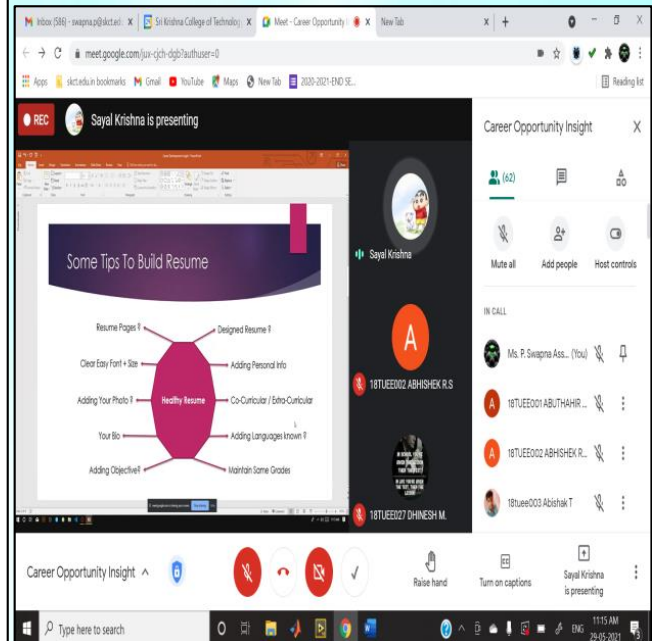 Inbox (586) - swapna.p@skct.edu
Sri Krishna College of Technology
Meet - Career Opportunity I
New Tab
meet.google.com/jux-cjch-dgb?authuser=0
Apps
skct.edu.in bookmarks
Gmail
YouTube
Maps
New Tab
2020-2021-END SE...
Reading list
REC
Sayal Krishna is presenting
Some Tips To Build Resume
Resume Pages ?
Designed Resume ?
Clear Easy Font + Size
Adding Personal Info
Adding Your Photo ?
Healthy Resume
Co-Curricular / Extra-Curricular
Your Bio
Adding Languages known ?
Adding Objective?
Maintain Same Grades
Sayal Krishna
A
18TUEE002 ABHISHEK R.S
18TUEE027 DHINESH M.
Career Opportunity Insight
(62)
Mute all
Add people
Host controls
IN CALL
Ms. P. Swapna Ass... (You)
A
18TUEE001 ABUTHAHIR ...
A
18TUEE002 ABHISHEK R...
18tuee003 Abishak T
Career Opportunity Insight
Raise hand
Turn on captions
Sayal Krishna
is presenting
Type here to search
ENG
11:15 AM
29-05-2021